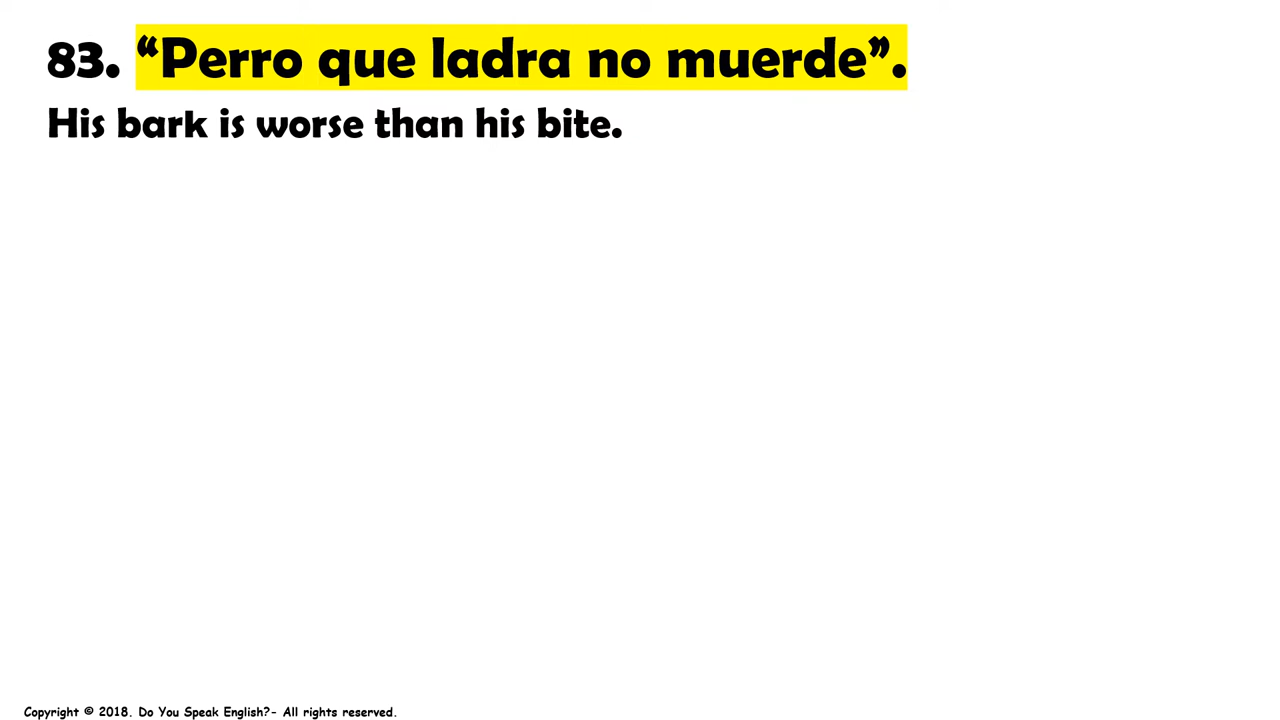 83. “Perro que ladra no muerde”.
His bark is worse than his bite.
Copyright © 2018. Do You Speak English?- All rights reserved.